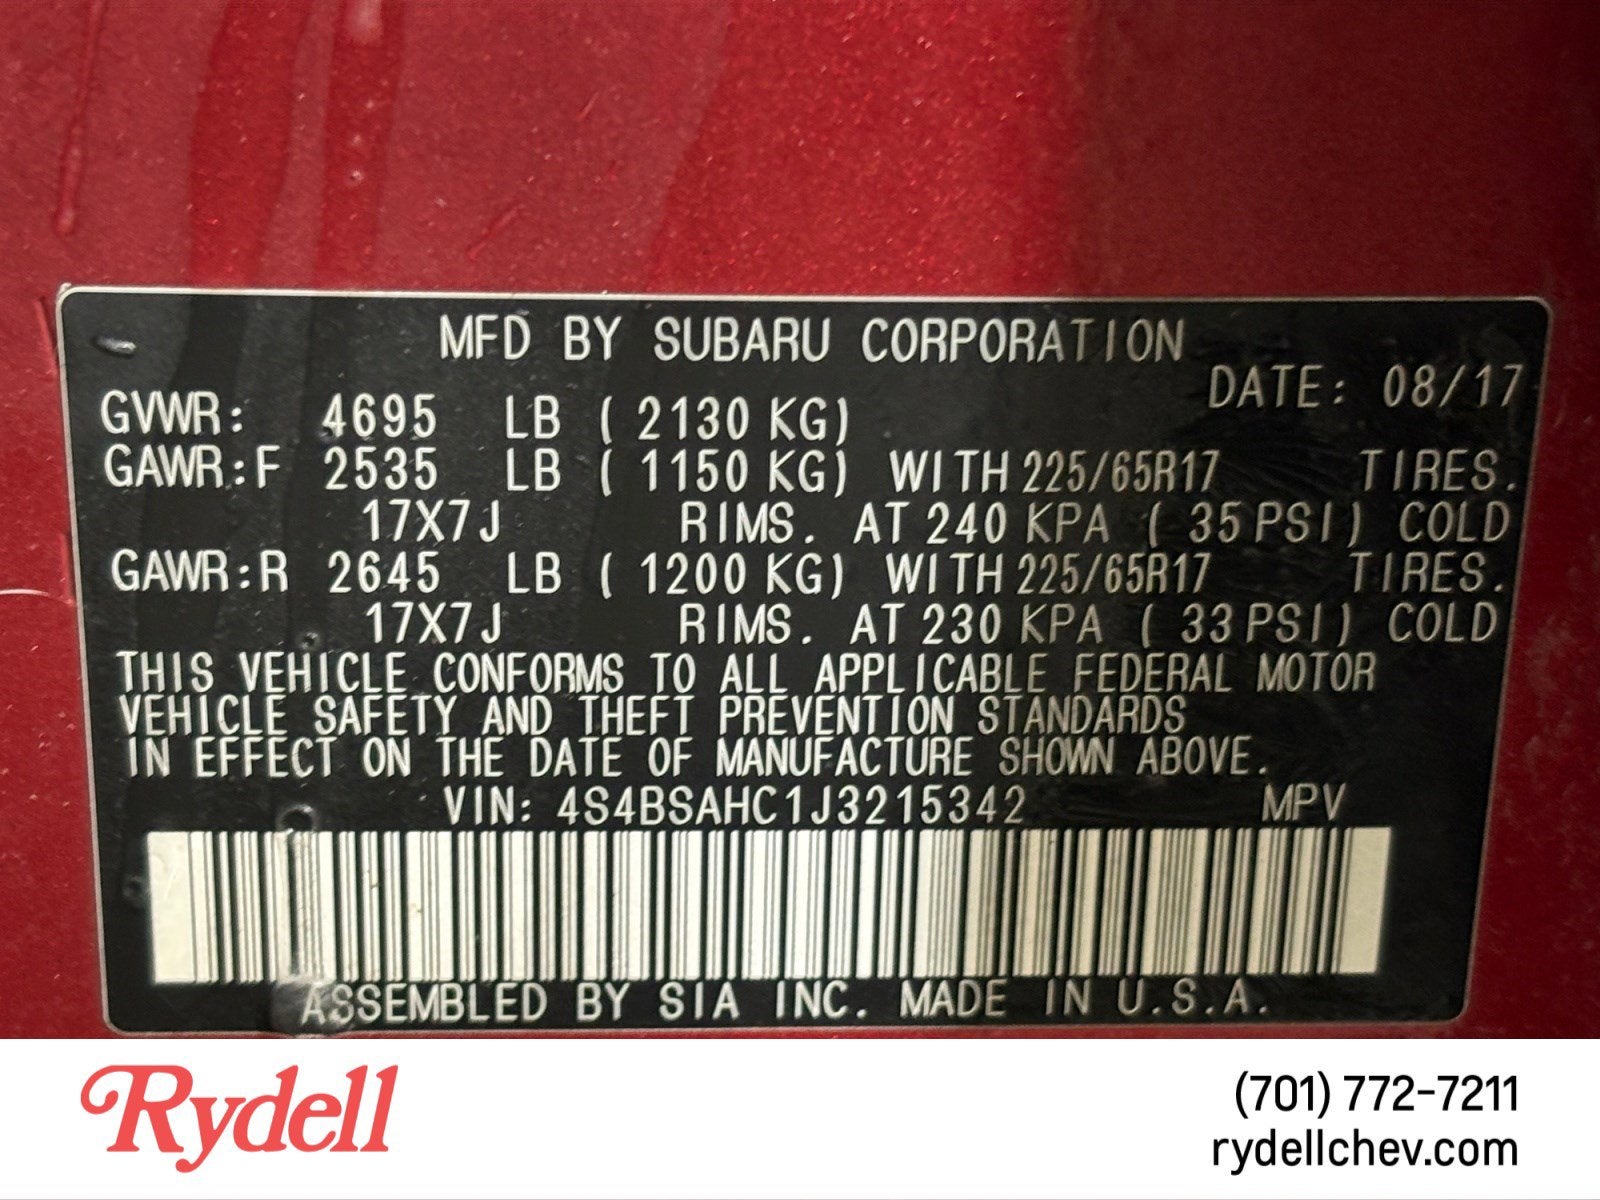 MFD BY SUBARU CORPORATION
DATE: 08/17
GVWR: 4695 LB ( 2130 KG)
GAWR:F 2535 LB ( 1150 KG) WITH 225/65R17 TIRES.
17X7J RIMS. AT 240 KPA ( 35 PSI) COLD
GAWR:R 2645 LB ( 1200 KG) WITH 225/65R17 TIRES.
17X7J RIMS. AT 230 KPA ( 33 PSI) COLD
THIS VEHICLE CONFORMS TO ALL APPLICABLE FEDERAL MOTOR
VEHICLE SAFETY AND THEFT PREVENTION STANDARDS
IN EFFECT ON THE DATE OF MANUFACTURE SHOWN ABOVE.
VIN: 4S4BSAHC1J3215342 MPV
ASSEMBLED BY SIA INC. MADE IN U.S.A.
Rydell
(701) 772-7211
rydellchev.com